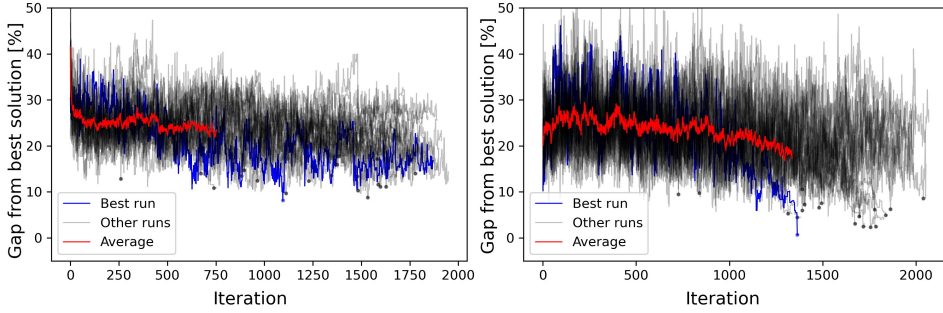 50
40
30
20
10
0
Gap from best solution [%]
Best run
Other runs
Average
0 250 500 750 1000 1250 1500 1750 2000
Iteration
50
40
30
20
10
0
Gap from best solution [%]
Best run
Other runs
Average
0 500 1000 1500 2000
Iteration